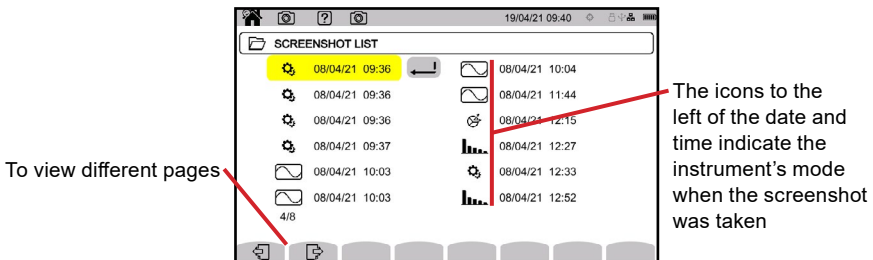 19/04/21 09:40
SCREENSHOT LIST
08/04/21 09:36
08/04/21 09:36
08/04/21 09:36
08/04/21 09:37
08/04/21 10:03
08/04/21 10:03
4/8
08/04/21 10:04
08/04/21 11:44
08/04/21 12:15
08/04/21 12:27
08/04/21 12:33
08/04/21 12:52
To view different pages
The icons to the
left of the date and
time indicate the
instrument's mode
when the screenshot
was taken